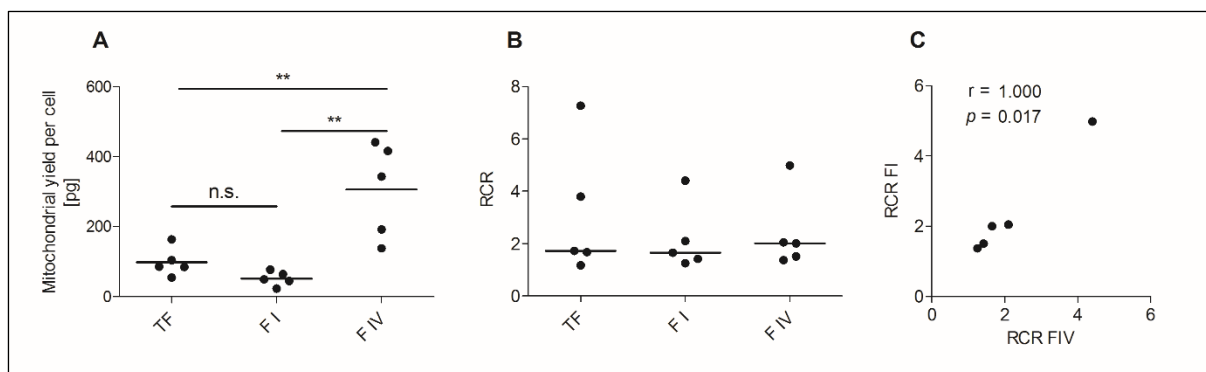 A
Mitochondrial yield per cell
[pg]
600
400
200
0
**
**
n.s.
TF
F I
F IV
B
RCR
8
6
4
2
0
TF
F I
F IV
C
r = 1.000
p = 0.017
RCR FI
6
4
2
0
0
2
4
6
RCR FIV